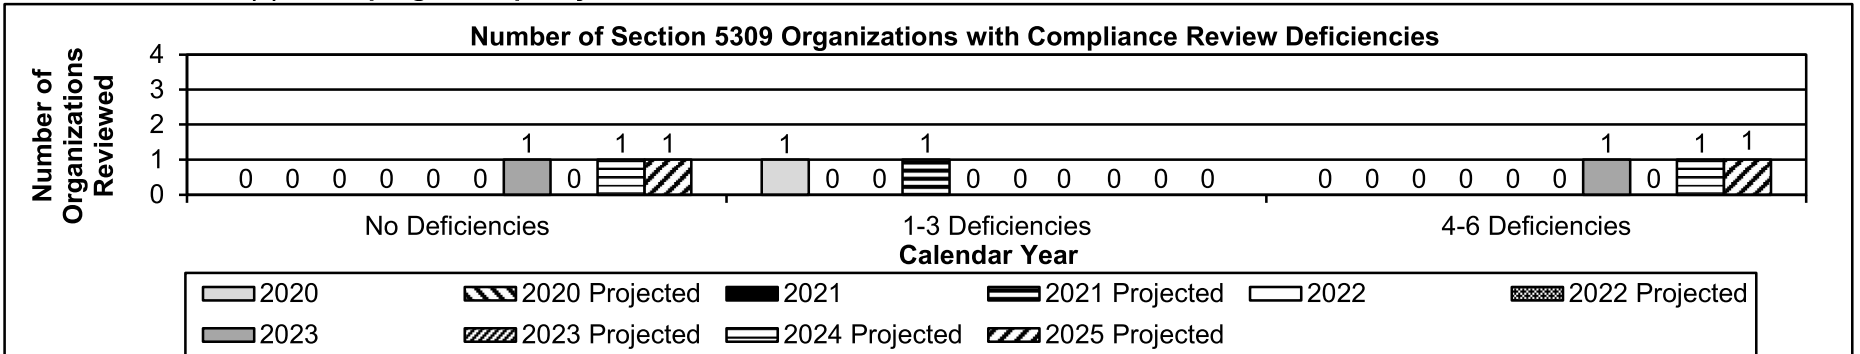 Number of Section 5309 Organizations with Compliance Review Deficiencies
Number of
Organizations
Reviewed
4
3
2
1
0
0 0 0 0 0 0 1 0 1 1 1 0 0 1 0 0 0 0 0 0 0 0 0 0 0 0 1 0 1 1
No Deficiencies 1-3 Deficiencies 4-6 Deficiencies
Calendar Year
2020 2020 Projected 2021 2021 Projected 2022 2022 Projected
2023 2023 Projected 2024 Projected 2025 Projected